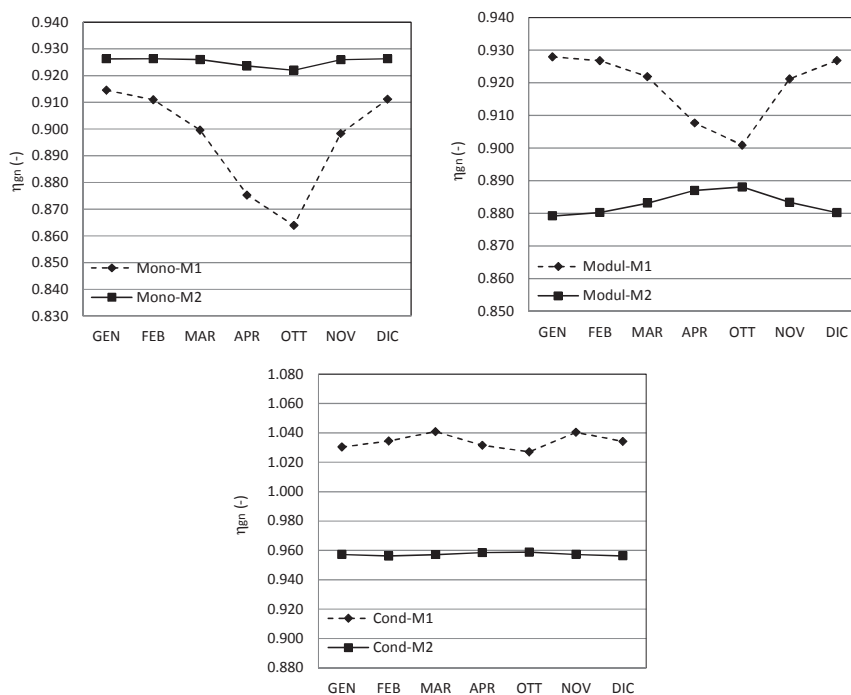 0.940
0.930
0.920
0.910
0.900
0.890
0.880
0.870
0.860
0.850
0.840
0.830
ηgn (-)
Mono-M1
Mono-M2
GEN FEB MAR APR OTT NOV DIC
0.940
0.930
0.920
0.910
0.900
0.890
0.880
0.870
0.860
0.850
ηgn (-)
Modul-M1
Modul-M2
GEN FEB MAR APR OTT NOV DIC
1.080
1.060
1.040
1.020
1.000
0.980
0.960
0.940
0.920
0.900
0.880
ηgn (-)
Cond-M1
Cond-M2
GEN FEB MAR APR OTT NOV DIC